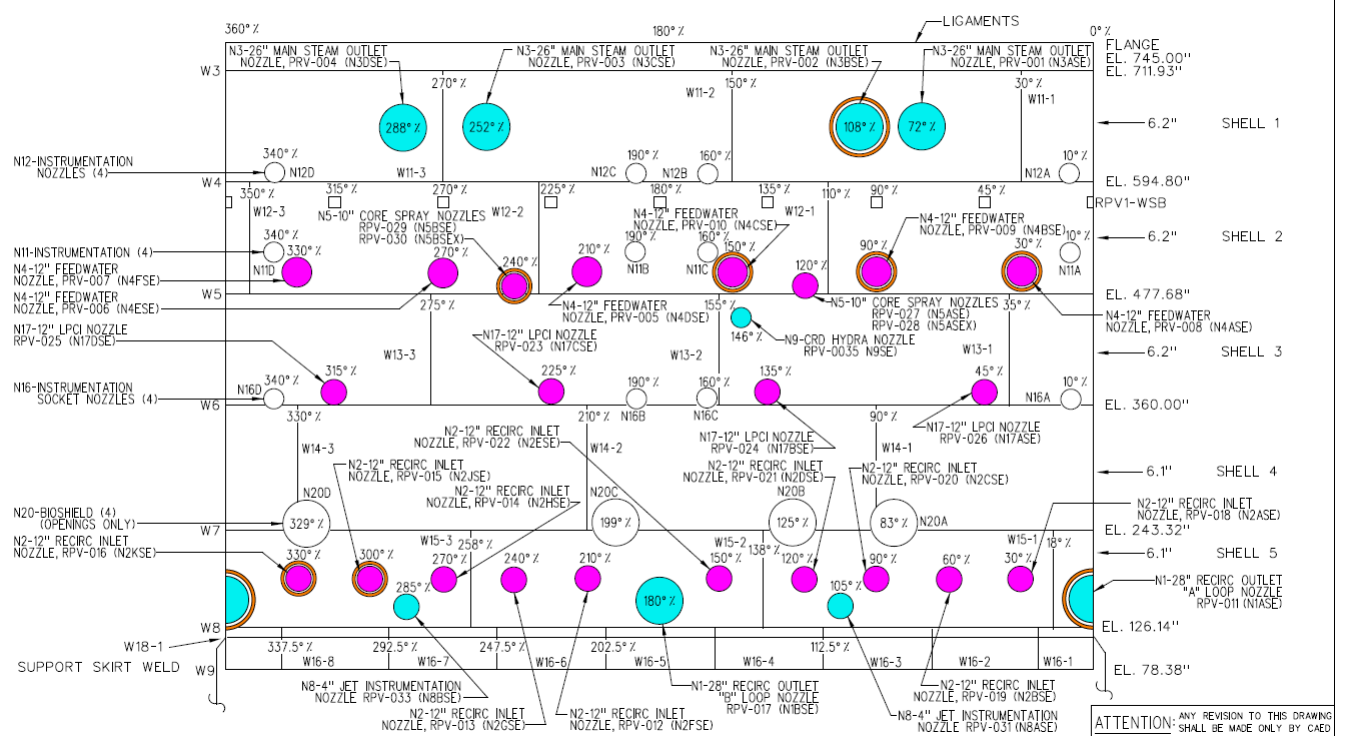 360° ٪
180° ٪
LIGAMENTS
0° ٪
N3-26" MAIN STEAM OUTLET
NOZZLE, PRV-004 (N3DSE)
N3-26" MAIN STEAM OUTLET
NOZZLE, PRV-003 (N3CSE)
N3-26" MAIN STEAM OUTLET
NOZZLE, PRV-002 (N3BSE)
N3-26" MAIN STEAM OUTLET
NOZZLE, PRV-001 (N3ASE)
FLANGE
EL. 745.00"
EL. 711.93"
W3
270° ٪
W11-2
150° ٪
30° ٪
W11-1
288° ٪
252° ٪
108° ٪
72° ٪
6.2" SHELL 1
N12-INSTRUMENTATION
NOZZLES (4)
340° ٪
N12D
W11-3
190° ٪
N12C
160° ٪
N12B
10° ٪
N12A
W4
EL. 594.80"
350° ٪
315° ٪
270° ٪
225° ٪
180° ٪
135° ٪
110° ٪
90° ٪
45° ٪
RPV1-WSB
W12-3
W12-2
W12-1
N5-10" CORE SPRAY NOZZLES
RPV-029 (N5BSE)
RPV-030 (N5BSEX)
N4-12" FEEDWATER
NOZZLE, PRV-010 (N4CSE)
N4-12" FEEDWATER
NOZZLE, PRV-009 (N4BSE)
6.2" SHELL 2
N11-INSTRUMENTATION (4)
340° ٪
N11D
330° ٪
270° ٪
240° ٪
210° ٪
190° ٪
N11B
160° ٪
N11C
150° ٪
120° ٪
90° ٪
30° ٪
10° ٪
N11A
N4-12" FEEDWATER
NOZZLE, PRV-007 (N4FSE)
W5
EL. 477.68"
N4-12" FEEDWATER
NOZZLE, PRV-006 (N4ESE)
275° ٪
N4-12" FEEDWATER
NOZZLE, PRV-005 (N4DSE)
155° ٪
N5-10" CORE SPRAY NOZZLES
RPV-027 (N5ASE)
RPV-028 (N5ASEX)
35° ٪
N4-12" FEEDWATER
NOZZLE, PRV-008 (N4ASE)
N17-12" LPCI NOZZLE
RPV-025 (N17DSE)
N17-12" LPCI NOZZLE
RPV-023 (N17CSE)
146° ٪
N9-CRD HYDRA NOZZLE
RPV-0035 N9SE)
W13-3
W13-2
W13-1
6.2" SHELL 3
N16-INSTRUMENTATION
SOCKET NOZZLES (4)
340° ٪
N16D
315° ٪
225° ٪
190° ٪
N16B
160° ٪
N16C
135° ٪
45° ٪
10° ٪
N16A
W6
EL. 360.00"
330° ٪
210° ٪
90° ٪
N2-12" RECIRC INLET
NOZZLE, RPV-022 (N2ESE)
N17-12" LPCI NOZZLE
RPV-024 (N17BSE)
N17-12" LPCI NOZZLE
RPV-026 (N17ASE)
W14-3
W14-2
W14-1
N2-12" RECIRC INLET
NOZZLE, RPV-015 (N2JSE)
N2-12" RECIRC INLET
NOZZLE, RPV-014 (N2HSE)
N2-12" RECIRC INLET
RPV-021 (N2DSE)
N2-12" RECIRC INLET
NOZZLE, RPV-020 (N2CSE)
6.1" SHELL 4
N20-BIOSHIELD (4)
(OPENINGS ONLY)
N20D
329° ٪
N20C
199° ٪
N20B
125° ٪
83° ٪
N20A
N2-12" RECIRC INLET
NOZZLE, RPV-018 (N2ASE)
W7
EL. 243.32"
N2-12" RECIRC INLET
NOZZLE, RPV-016 (N2KSE)
W15-3
258° ٪
W15-2
138° ٪
W15-1
18° ٪
6.1" SHELL 5
330° ٪
300° ٪
285° ٪
270° ٪
240° ٪
210° ٪
180° ٪
150° ٪
120° ٪
105° ٪
90° ٪
60° ٪
30° ٪
N1-28" RECIRC OUTLET
"A" LOOP NOZZLE
RPV-011 (N1ASE)
W8
EL. 126.14"
W18-1
337.5° ٪
292.5° ٪
247.5° ٪
202.5° ٪
112.5° ٪
SUPPORT SKIRT WELD
W9
W16-8
W16-7
W16-6
W16-5
W16-4
W16-3
W16-2
W16-1
EL. 78.38"
N8-4" JET INSTRUMENTATION
NOZZLE RPV-033 (N8BSE)
N2-12" RECIRC INLET
NOZZLE, RPV-013 (N2GSE)
N2-12" RECIRC INLET
NOZZLE, RPV-012 (N2FSE)
N1-28" RECIRC OUTLET
"B" LOOP NOZZLE
RPV-017 (N1BSE)
N8-4" JET INSTRUMENTATION
NOZZLE RPV-031 (N8ASE)
N2-12" RECIRC INLET
NOZZLE, RPV-019 (N2BSE)
ATTENTION: ANY REVISION TO THIS DRAWING
SHALL BE MADE ONLY BY CAED